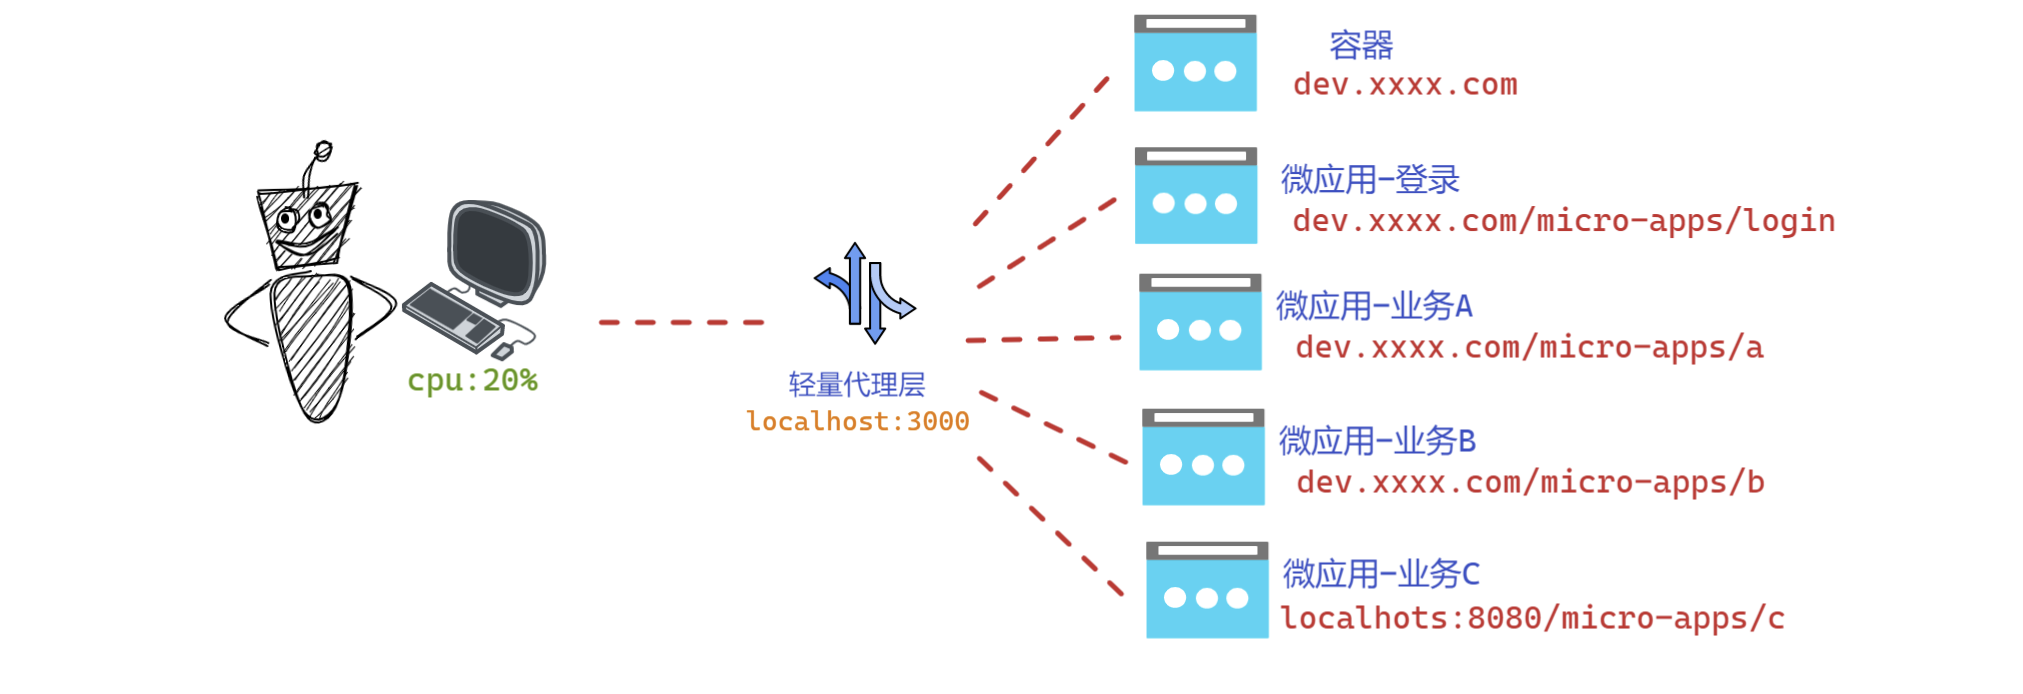 容器
dev.xxxx.com
微应用-登录
dev.xxxx.com/micro-apps/login
微应用-业务A
dev.xxxx.com/micro-apps/a
cpu:20%
轻量代理层
localhost:3000
微应用-业务B
dev.xxxx.com/micro-apps/b
微应用-业务C
localhots:8080/micro-apps/c